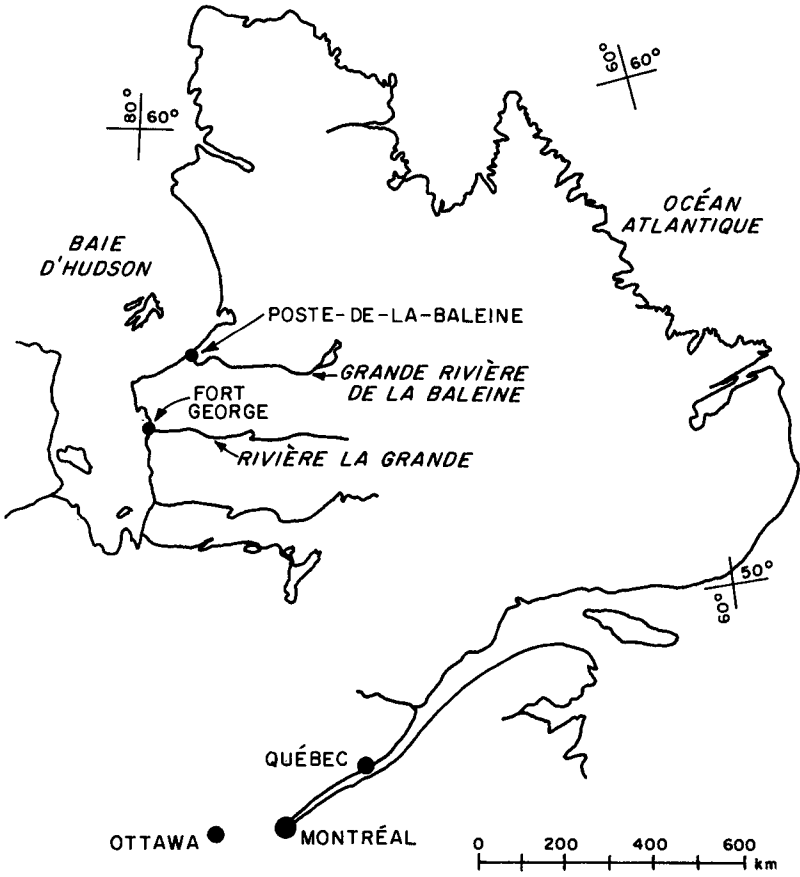 60°
60°
80°
60°
OCÉAN
ATLANTIQUE
BAIE
D'HUDSON
POSTE-DE-LA-BALEINE
GRANDE RIVIÈRE
DE LA BALEINE
FORT
GEORGE
RIVIÈRE LA GRANDE
50°
60°
QUÉBEC
OTTAWA
MONTRÉAL
0 200 400 600
km